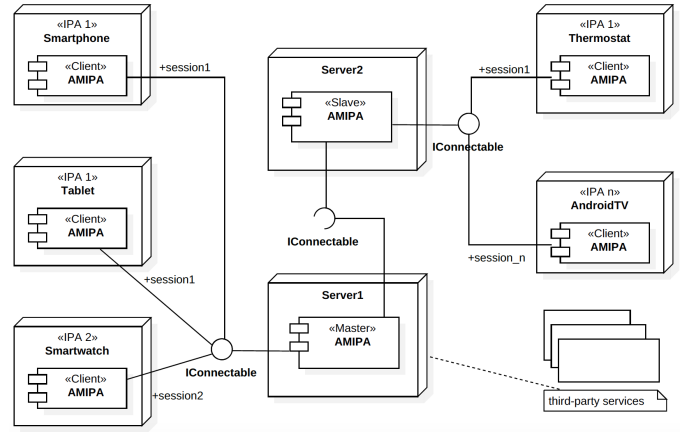 «IPA 1»
Smartphone
«Client»
AMIPA
+session1
«IPA 1»
Tablet
«Client»
AMIPA
+session1
«IPA 2»
Smartwatch
«Client»
AMIPA
+session2
IConnectable
Server2
«Slave»
AMIPA
IConnectable
Server1
«Master»
AMIPA
IConnectable
+session1
«IPA 1»
Thermostat
«Client»
AMIPA
«IPA n»
AndroidTV
«Client»
AMIPA
+session_n
third-party services